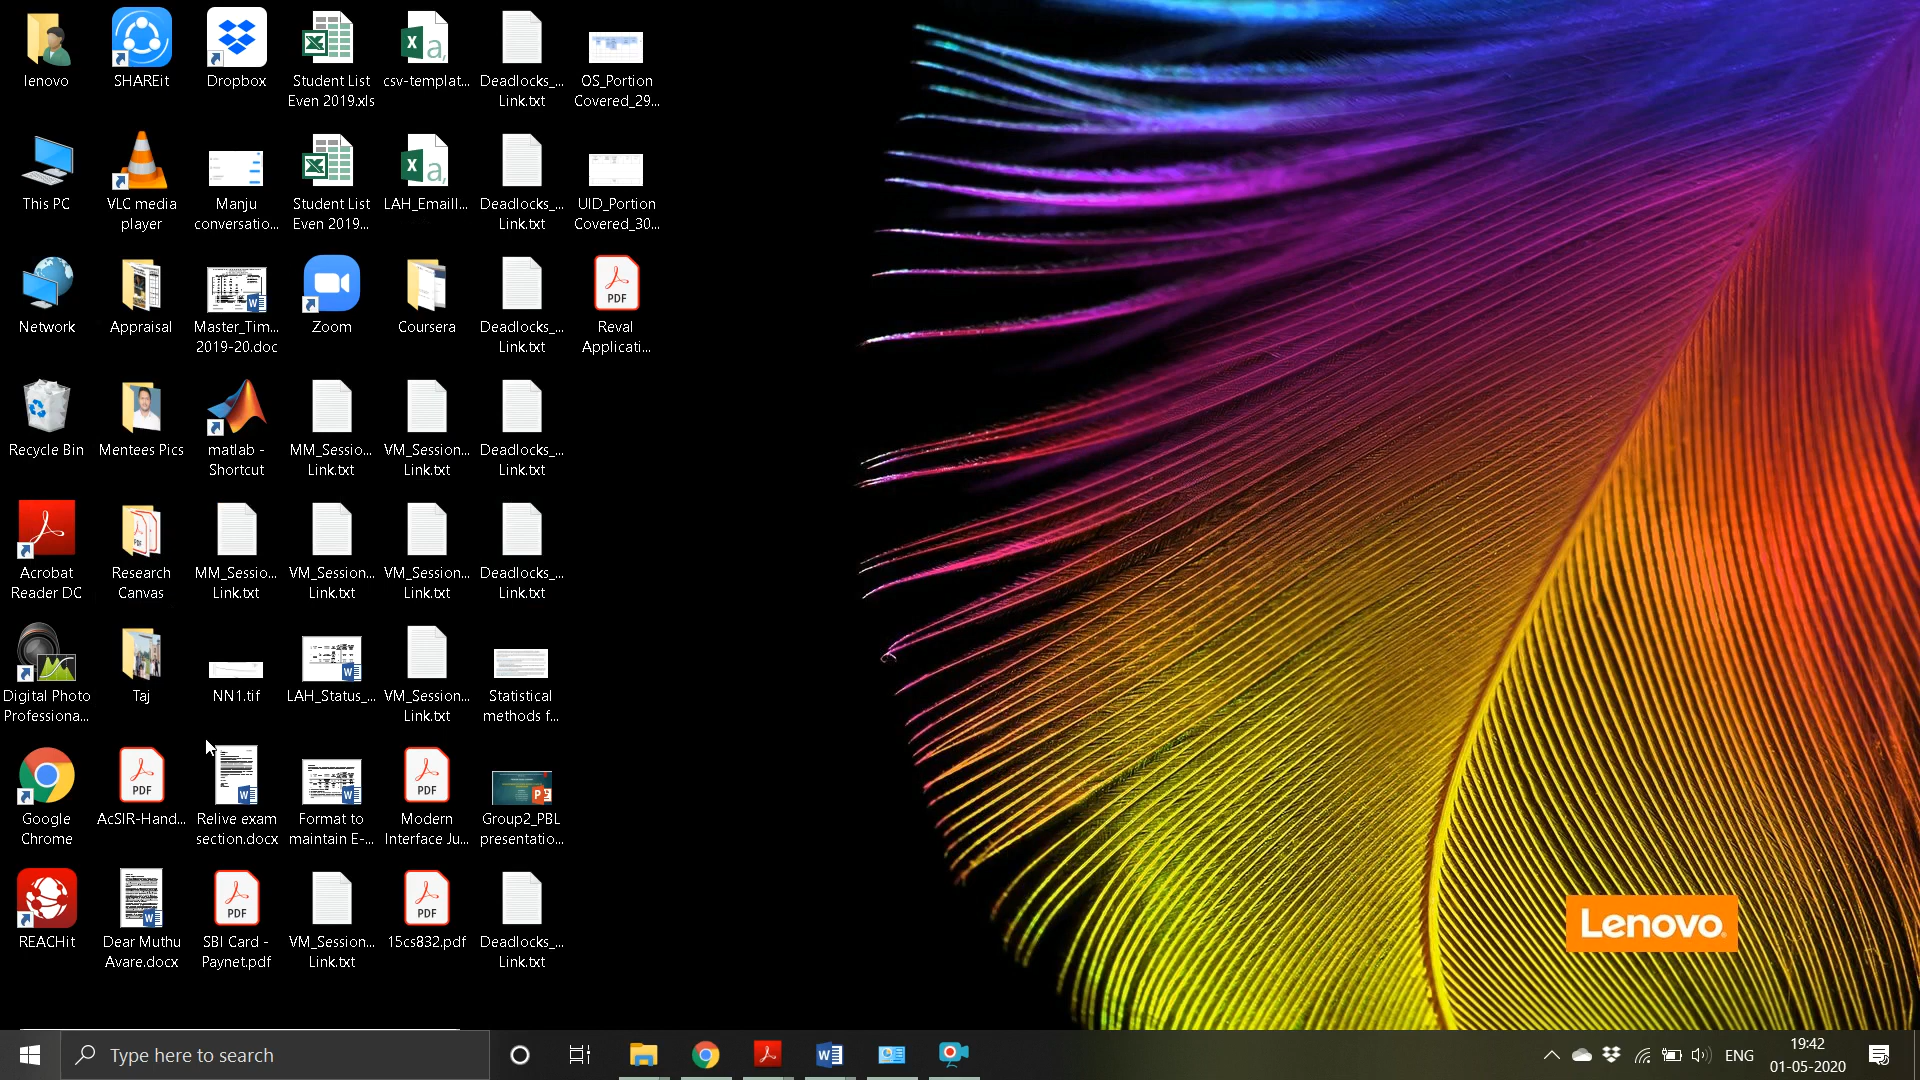 lenovo
SHAREit
Dropbox
Student List
Even 2019.xls
csv-templat...
Deadlocks_...
Link.txt
OS_Portion
Covered_29...
This PC
VLC media
player
Manju
conversatio...
Student List
Even 2019...
LAH_Emaill...
Deadlocks_...
Link.txt
UID_Portion
Covered_30...
Network
Appraisal
Master_Tim...
2019-20.doc
Zoom
Coursera
Deadlocks_...
Link.txt
PDF
Reval
Applicati...
Recycle Bin
Mentees Pics
matlab -
Shortcut
MM_Sessio...
Link.txt
VM_Session...
Link.txt
Deadlocks_...
Link.txt
Acrobat
Reader DC
Research
Canvas
MM_Sessio...
Link.txt
VM_Session...
Link.txt
VM_Session...
Link.txt
Deadlocks_...
Link.txt
Digital Photo
Professiona...
Taj
NN1.tif
LAH_Status_...
VM_Session...
Link.txt
Statistical
methods f...
Google
Chrome
PDF
AcSIR-Hand...
Relive exam
section.docx
Format to
maintain E-...
PDF
Modern
Interface Ju...
Group2_PBL
presentatio...
REACHit
Dear Muthu
Avare.docx
PDF
SBI Card -
Paynet.pdf
VM_Session...
Link.txt
PDF
15cs832.pdf
Deadlocks_...
Link.txt
Lenovo
Type here to search
ENG
19:42
01-05-2020